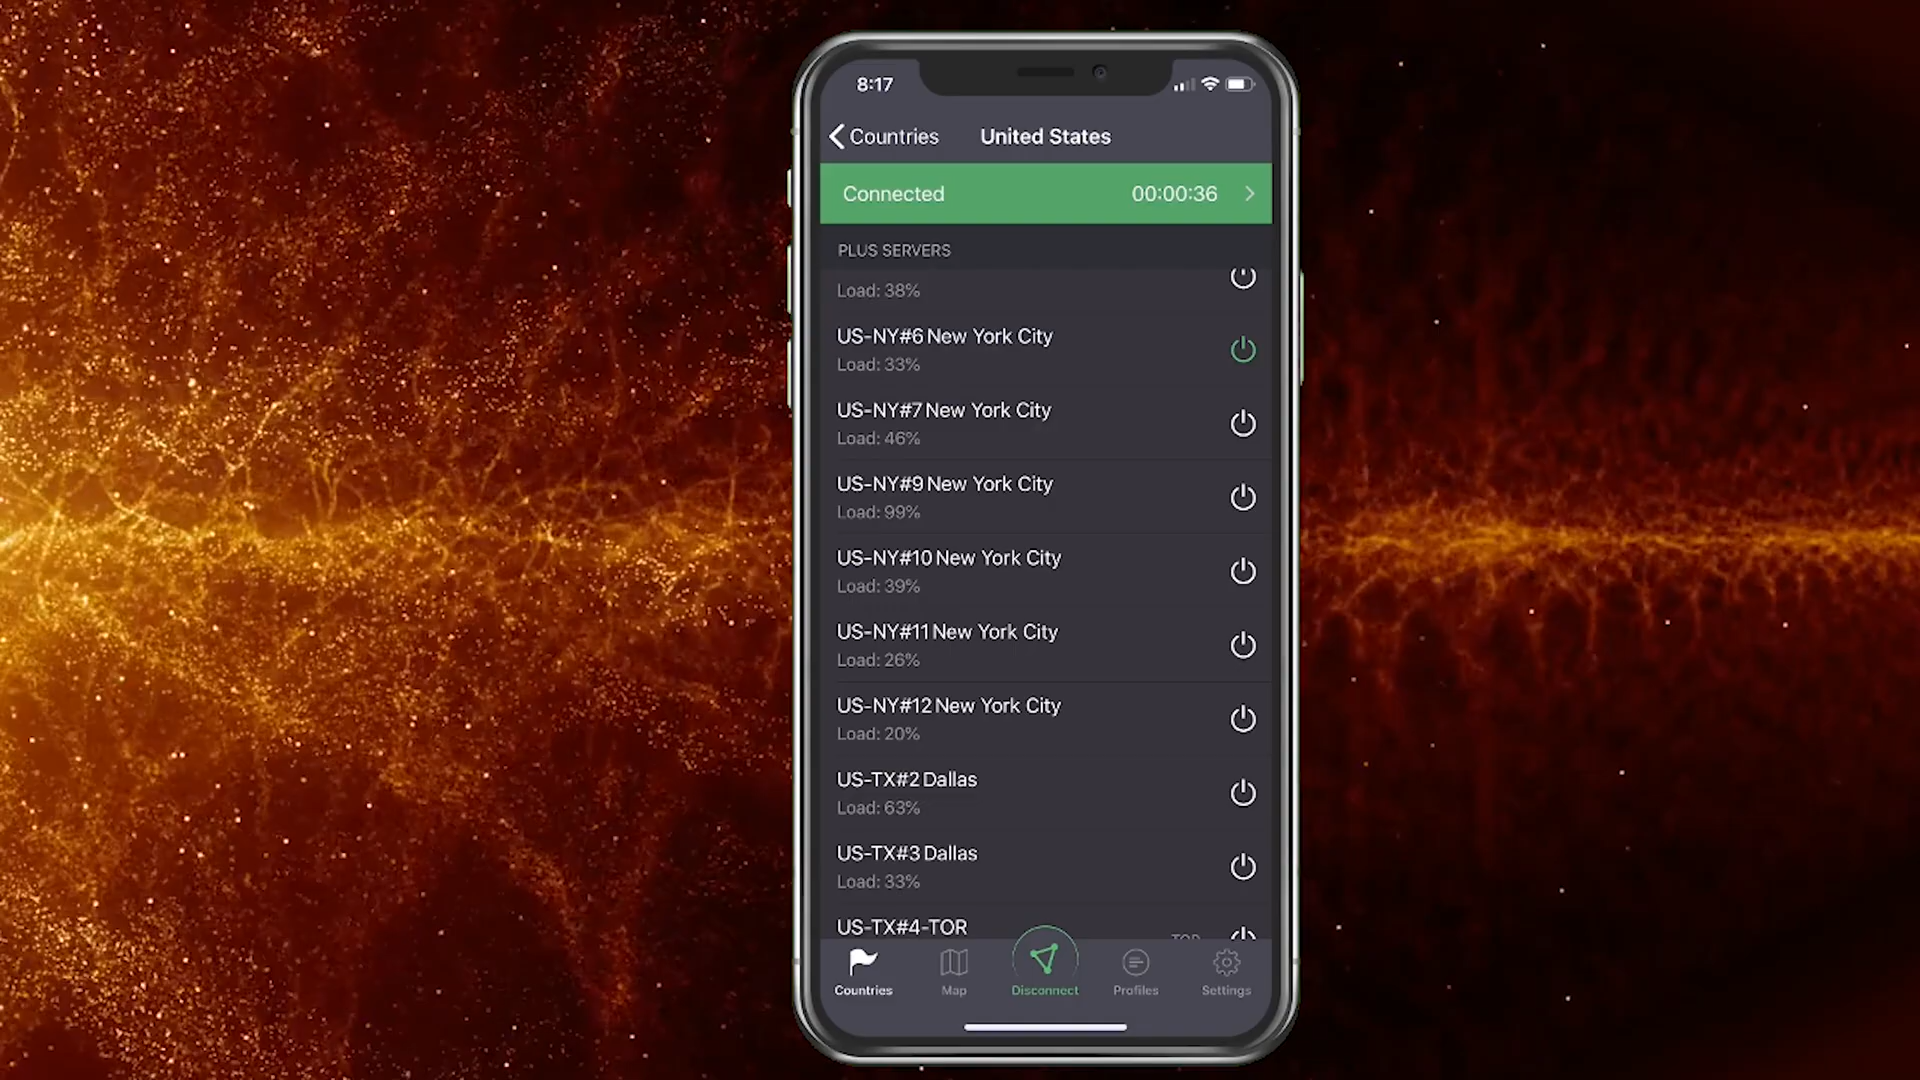 8:17
Countries
United States
Connected 00:00:36
PLUS SERVERS
Load: 38%
US-NY#6 New York City
Load: 33%
US-NY#7 New York City
Load: 46%
US-NY#9 New York City
Load: 99%
US-NY#10 New York City
Load: 39%
US-NY#11 New York City
Load: 26%
US-NY#12 New York City
Load: 20%
US-TX#2 Dallas
Load: 63%
US-TX#3 Dallas
Load: 33%
US-TX#4-TOR
TOR
Countries Map Disconnect Profiles Settings